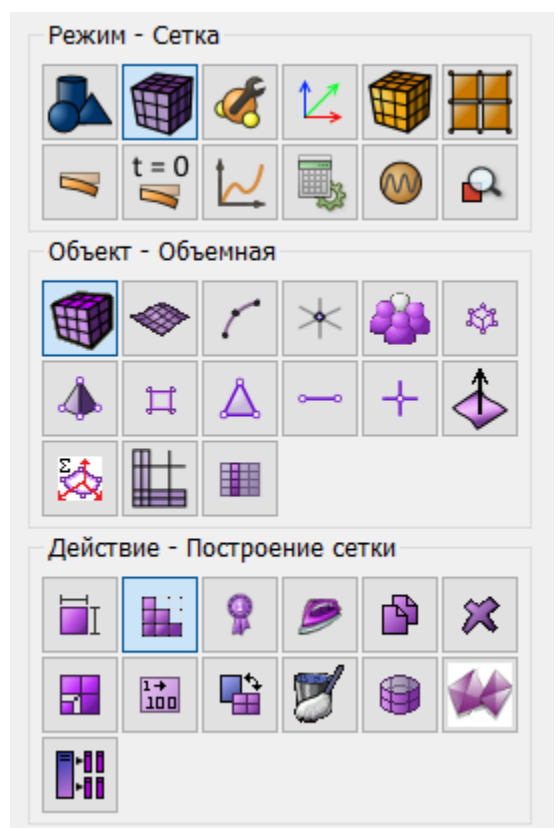 Режим - Сетка
t = 0
Объект - Объемная
Σ
Действие - Построение сетки
1→
100